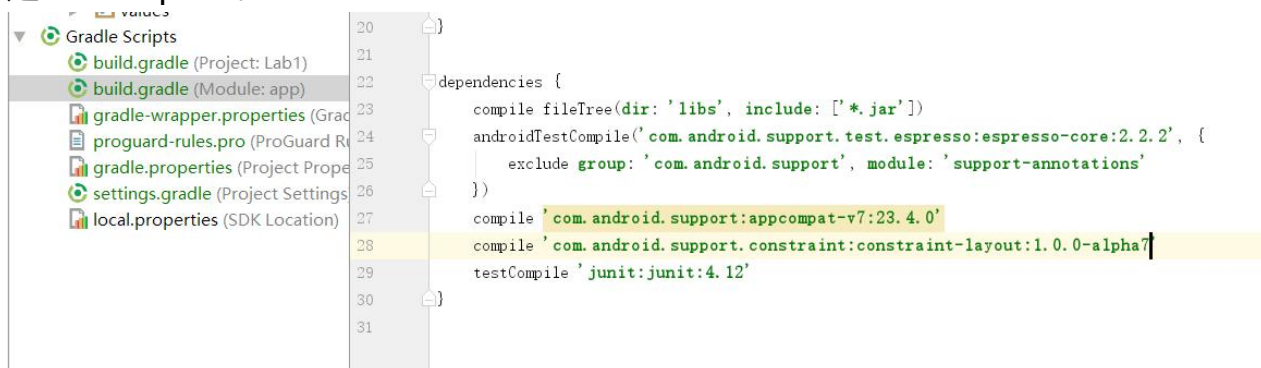 values
Gradle Scripts
build.gradle (Project: Lab1)
build.gradle (Module: app)
gradle-wrapper.properties (Grad
proguard-rules.pro (ProGuard Ru
gradle.properties (Project Prope
settings.gradle (Project Settings
local.properties (SDK Location)
20 }
21
22 dependencies {
23 compile fileTree(dir: 'libs', include: ['*.jar'])
24 androidTestCompile('com.android.support.test.espresso:espresso-core:2.2.2', {
25 exclude group: 'com.android.support', module: 'support-annotations'
26 })
27 compile 'com.android.support:appcompat-v7:23.4.0'
28 compile 'com.android.support.constraint:constraint-layout:1.0.0-alpha7'
29 testCompile 'junit:junit:4.12'
30 }
31